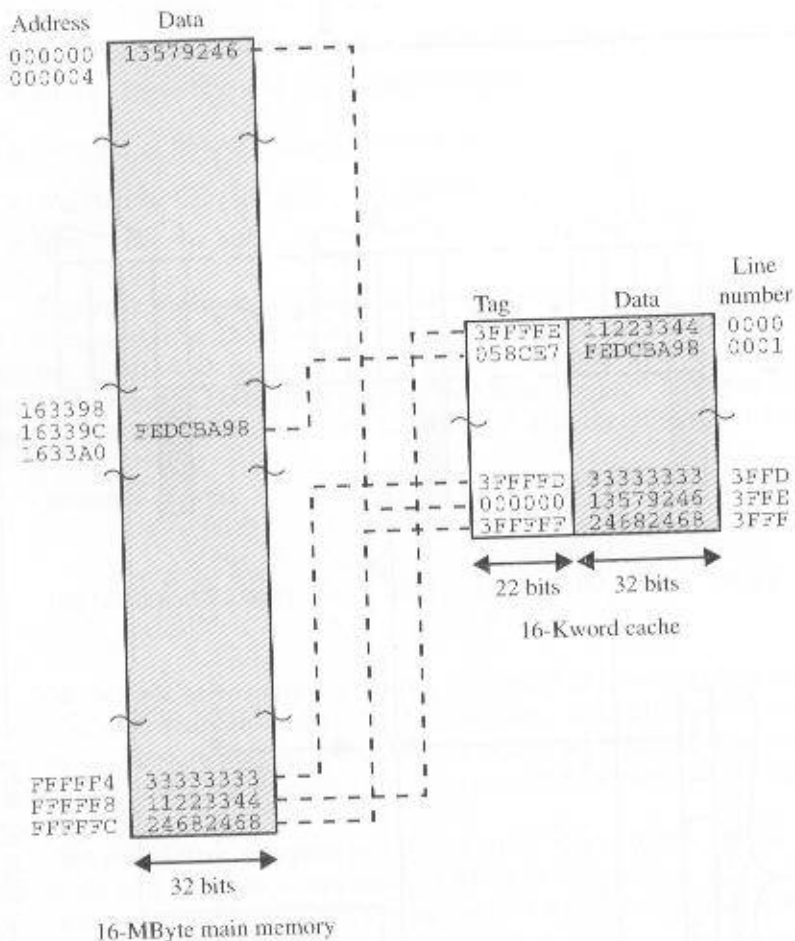 Address Data
000000 13579246
000004
163398
16339C FEDCBA98
1633A0
FFFFF4 33333333
FFFFF8 11223344
FFFFFC 24682468
32 bits
16-MByte main memory
Tag Data Line number
3FFFFE 11223344 0000
058CE7 FEDCBA98 0001
3FFFFD 33333333 3FFD
000000 13579246 3FFE
3FFFFF 24682468 3FFF
22 bits 32 bits
16-Kword cache